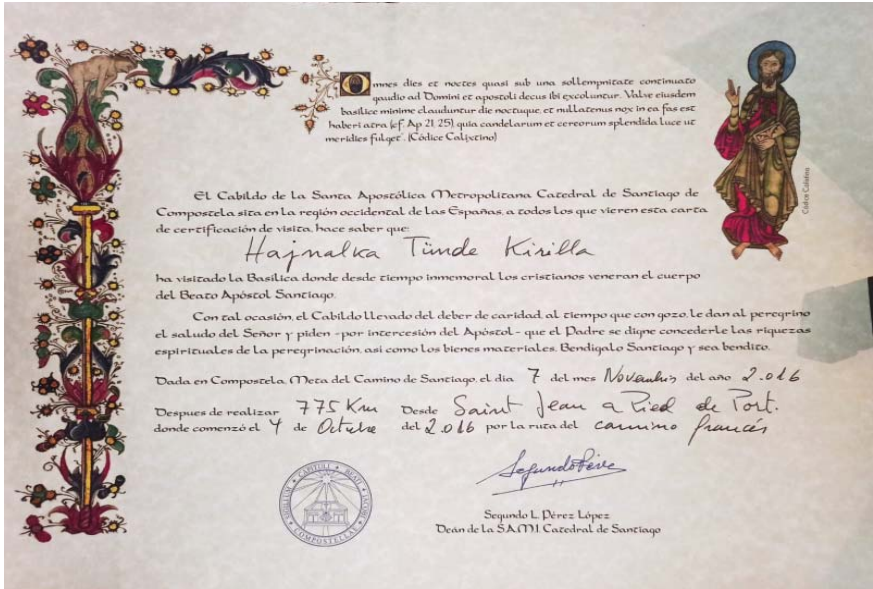 Omnes dies et noctes quasi sub una sollempnitate continuato
gaudio ad Domini et apostoli decus ibi excoluntur. Valve eiusdem
basilice minime clauduntur die noctuque, et nullatenus nox in ea fas est
haberi atra (cf. Ap 21, 25), quia candelarum et cereorum splendida luce ut
meridies fulget". (Códice Calixtino)
Códice Calixtino
El Cabildo de la Santa Apostólica Metropolitana Catedral de Santiago de
Compostela sita en la región occidental de las Españas, a todos los que vieren esta carta
de certificación de visita, hace saber que:
Hajnalka Tünde Kirilla
ha visitado la Basílica donde desde tiempo inmemorial los cristianos veneran el cuerpo
del Beato Apóstol Santiago.
Con tal ocasión, el Cabildo llevado del deber de caridad, al tiempo que con gozo, le dan al peregrino
el saludo del Señor y piden -por intercesión del Apóstol- que el Padre se digne concederle las riquezas
espirituales de la peregrinación, así como los bienes materiales. Bendígalo Santiago y sea bendito.
Dada en Compostela, Meta del Camino de Santiago, el día 7 del mes Noviembre del año 2.016
Despues de realizar 775 Km Desde Saint Jean a Pied de Port.
donde comenzó el 4 de Octubre del 2.016 por la ruta del camino francés
SIGILLUM CAPITULI BEATI IACOBI COMPOSTELLAE
Segundo Pérez
Segundo L. Pérez López
Deán de la S.A.M.I. Catedral de Santiago